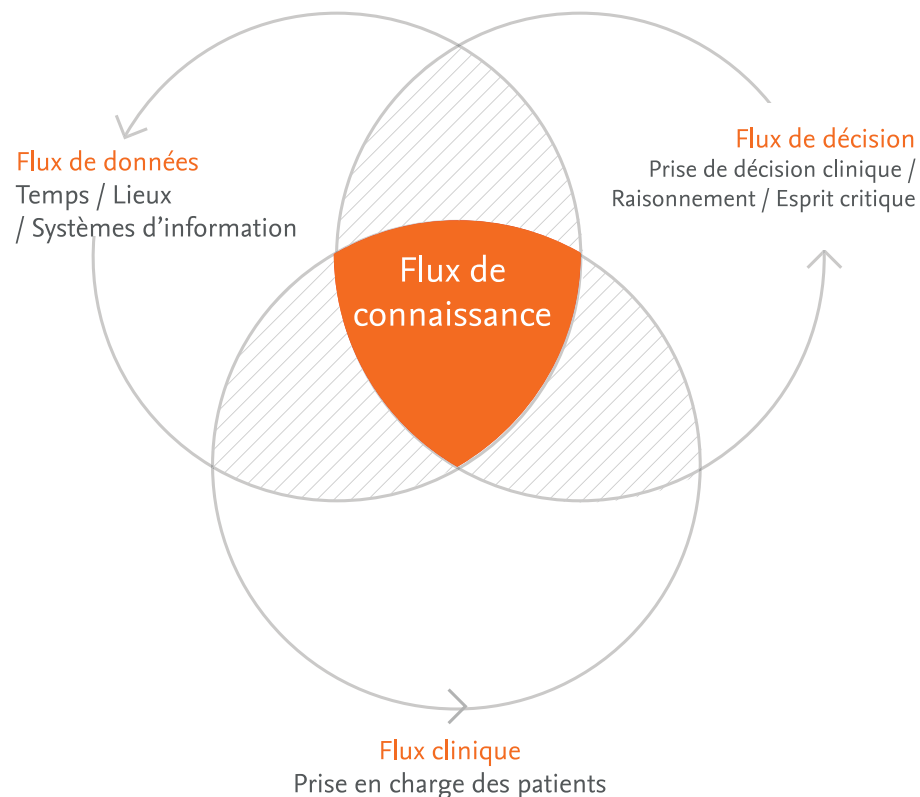 Flux de données
Temps / Lieux
/ Systèmes d’information
Flux de décision
Prise de décision clinique /
Raisonnement / Esprit critique
Flux de
connaissance
Flux clinique
Prise en charge des patients